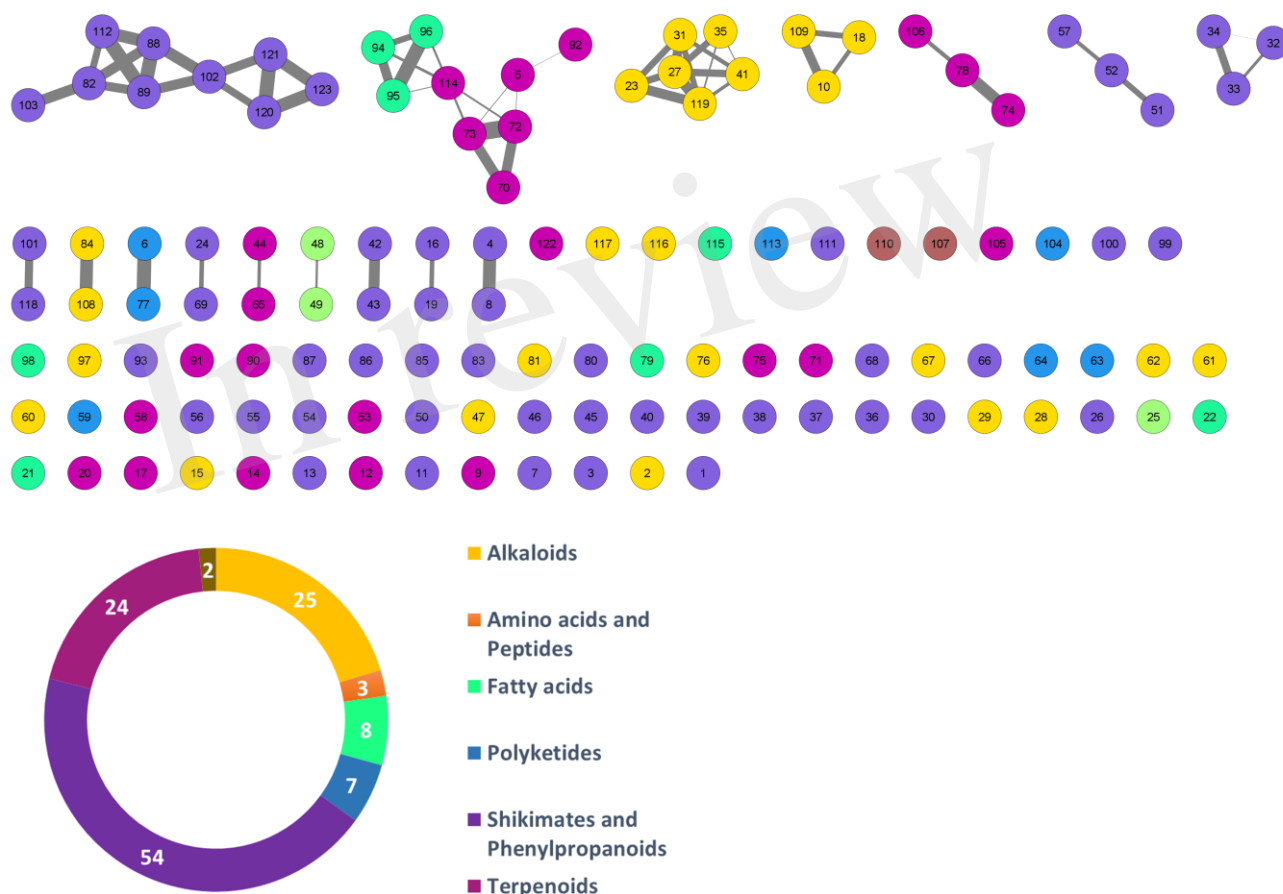 112 88 121 96 94 92 31 35 109 18 106 57 34 32
82 89 102 123 5 114 27 41 78 52
103 120 95 73 72 23 119 10 74 51 33
70
101 84 6 24 44 48 42 16 4 122 117 116 115 113 111 110 107 105 104 100 99
118 108 77 69 65 49 43 19 8
98 97 93 91 90 87 86 85 83 81 80 79 76 75 71 68 67 66 64 63 62 61
60 59 58 56 55 54 53 50 47 46 45 40 39 38 37 36 30 29 28 26 25 22
21 20 17 15 14 13 12 11 9 7 3 2 1
In review
2
24
25
3
8
7
54
Alkaloids
Amino acids and
Peptides
Fatty acids
Polyketides
Shikimates and
Phenylpropanoids
Terpenoids